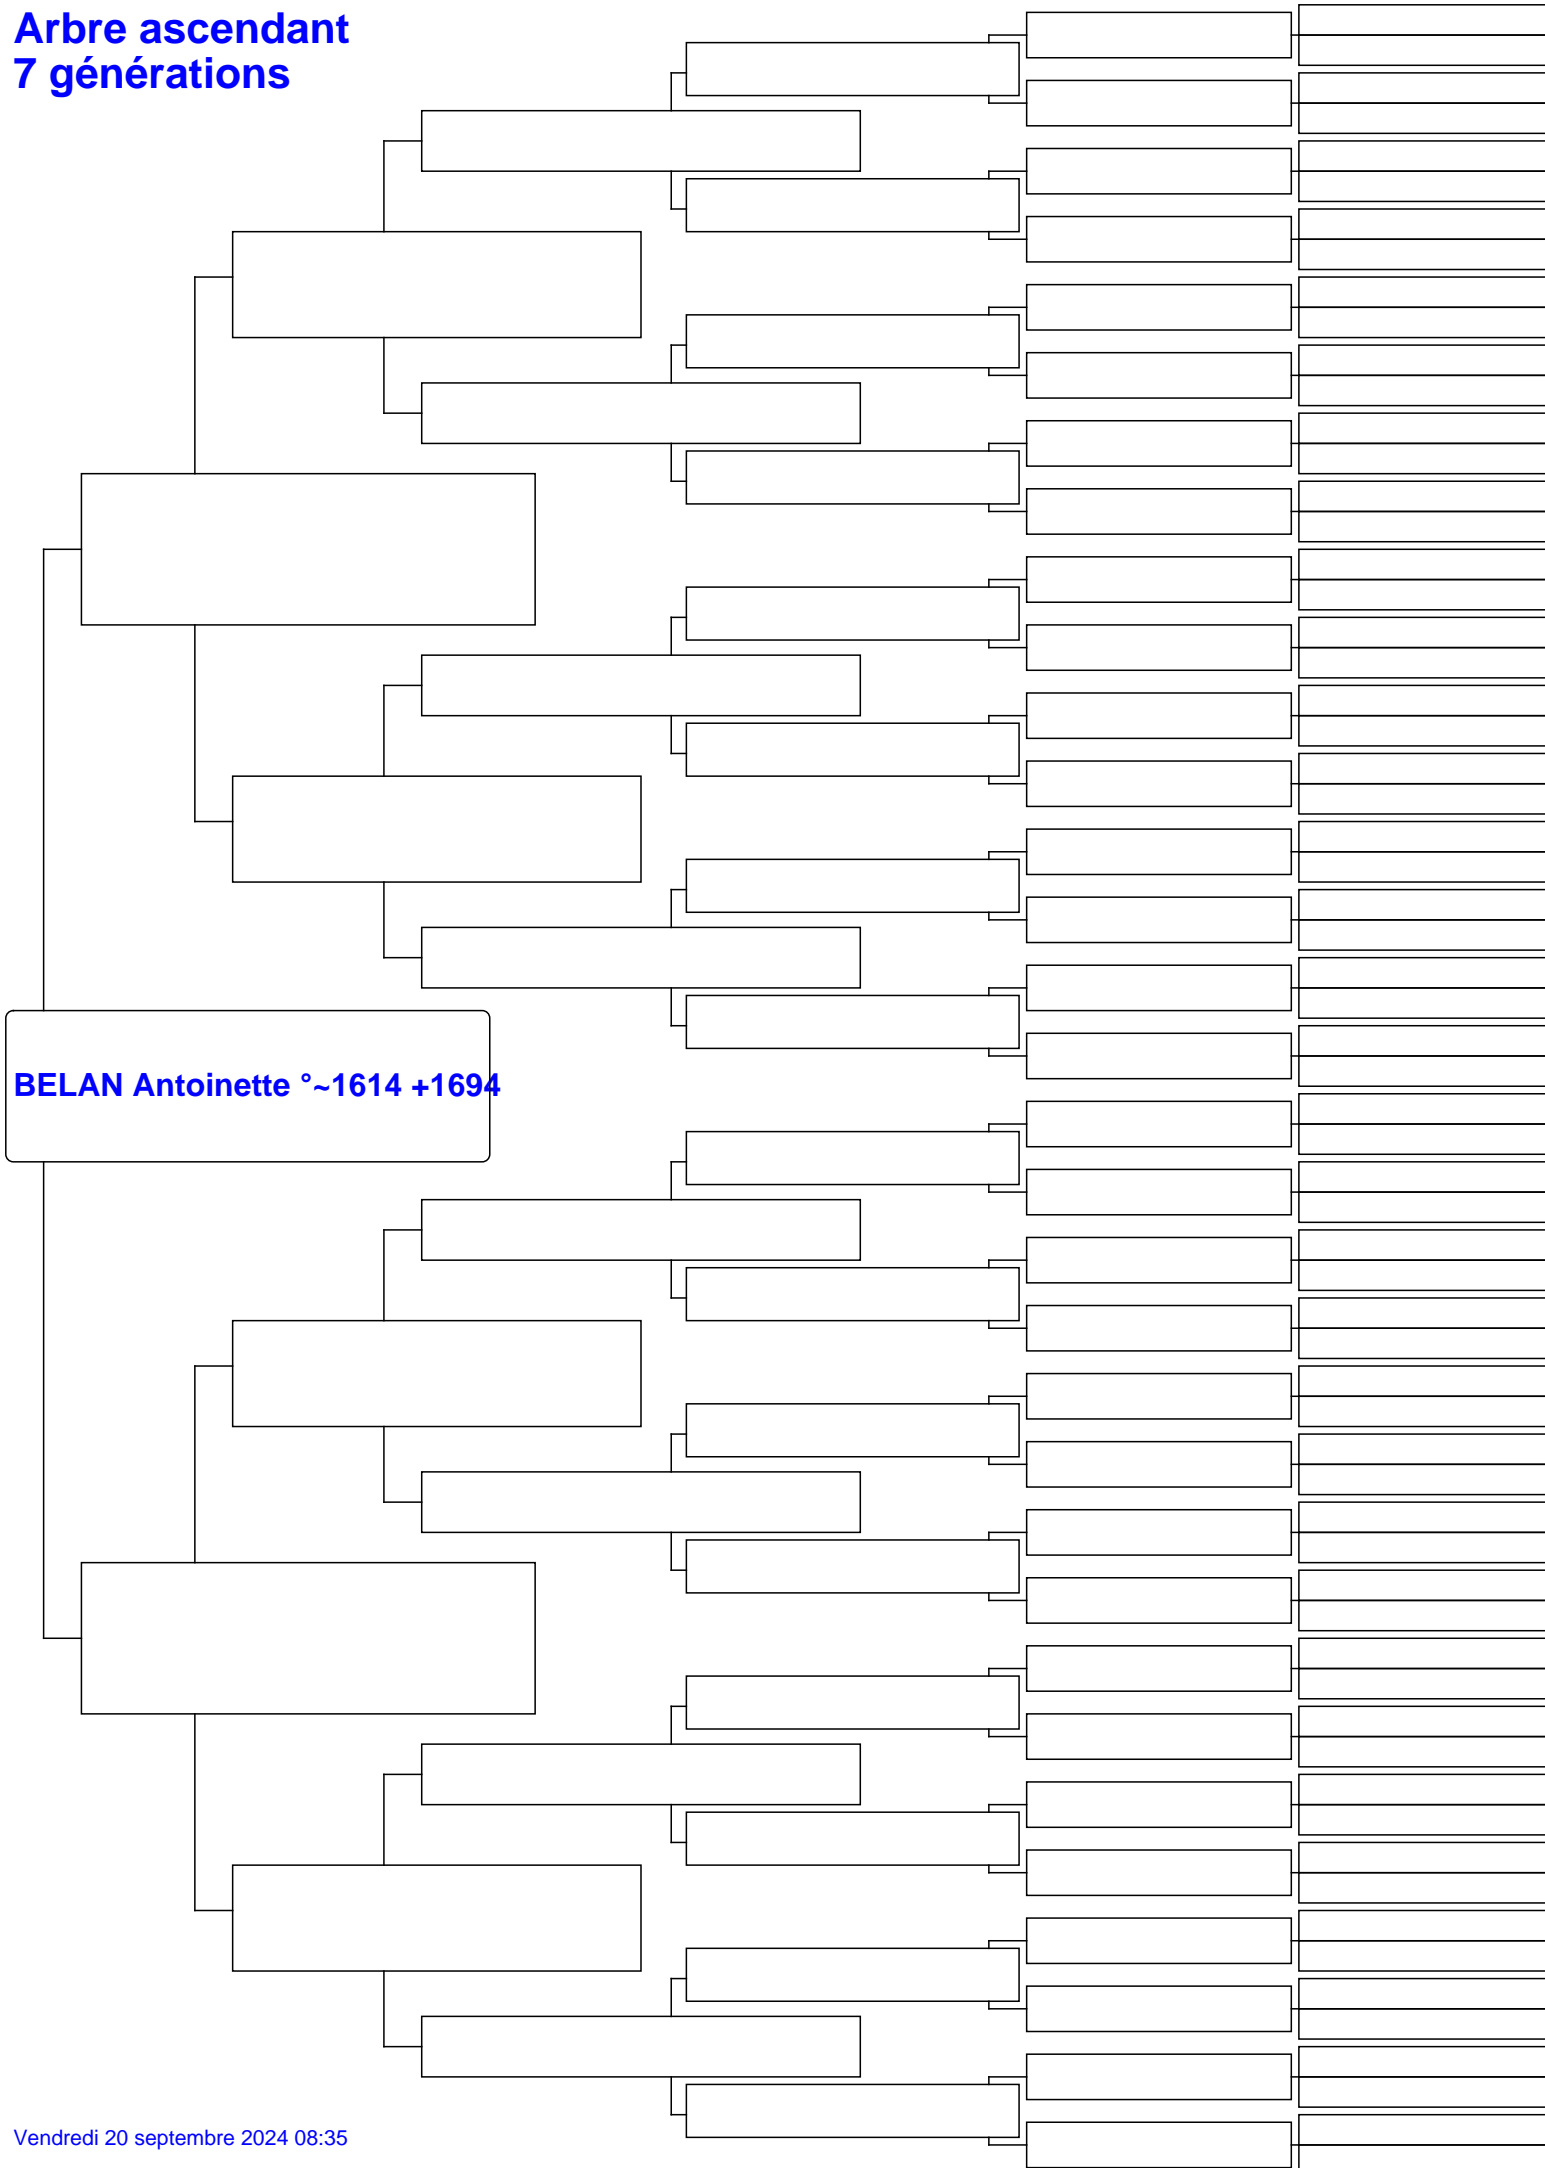 Arbre ascendant
7 générations
BELAN Antoinette °~1614 +1694
Vendredi 20 septembre 2024 08:35